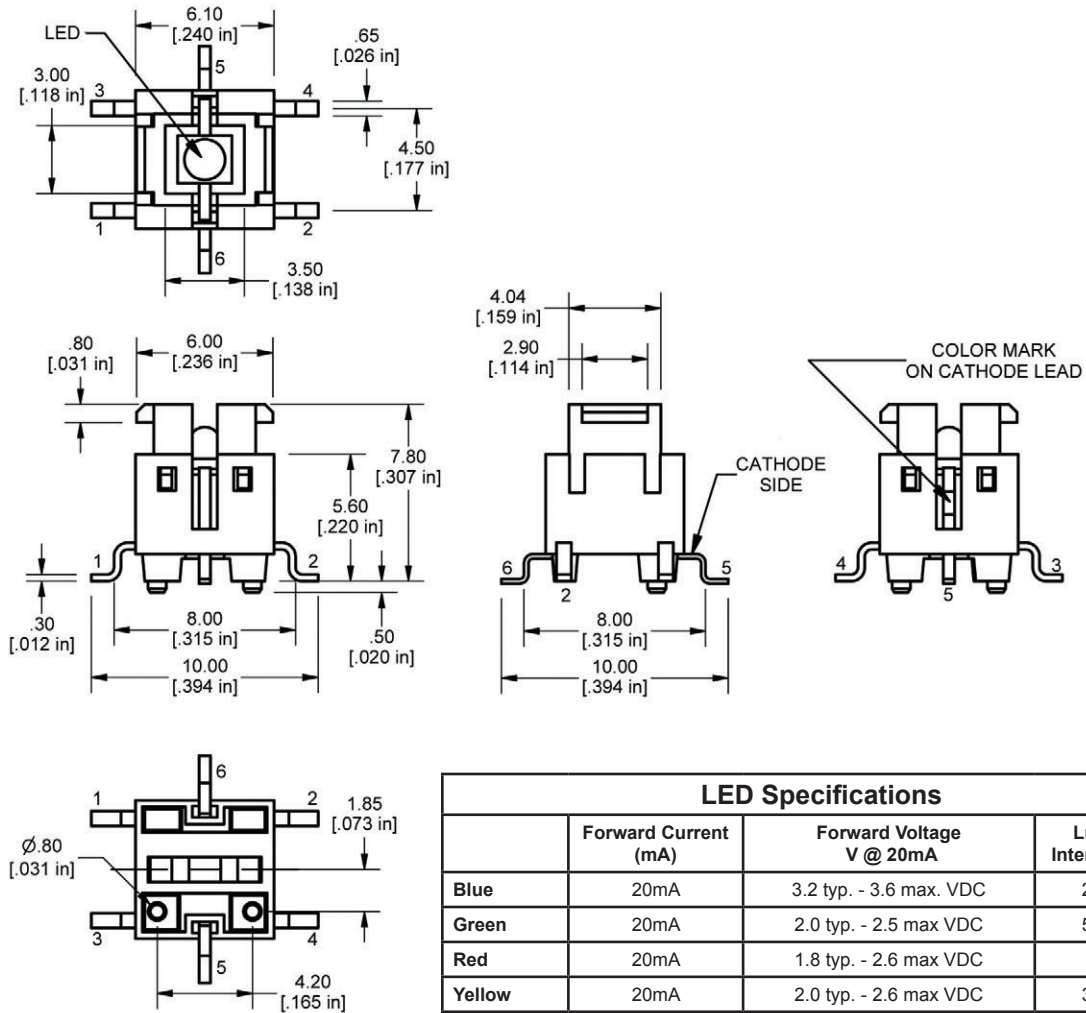 6.10
[.240 in]
LED
.65
[.026 in]
5
3.00
[.118 in]
3
4
4.50
[.177 in]
1
2
6
3.50
[.138 in]
.80
[.031 in]
6.00
[.236 in]
7.80
[.307 in]
5.60
[.220 in]
1
2
.30
[.012 in]
8.00
[.315 in]
.50
[.020 in]
10.00
[.394 in]
4.04
[.159 in]
2.90
[.114 in]
CATHODE
SIDE
6
5
2
8.00
[.315 in]
10.00
[.394 in]
COLOR MARK
ON CATHODE LEAD
4
3
5
6
1
2
1.85
[.073 in]
Ø.80
[.031 in]
3
4
5
4.20
[.165 in]
LED Specifications
Forward Current
(mA)
Forward Voltage
V @ 20mA
Blue 20mA 3.2 typ. - 3.6 max. VDC
Green 20mA 2.0 typ. - 2.5 max VDC
Red 20mA 1.8 typ. - 2.6 max VDC
Yellow 20mA 2.0 typ. - 2.6 max VDC